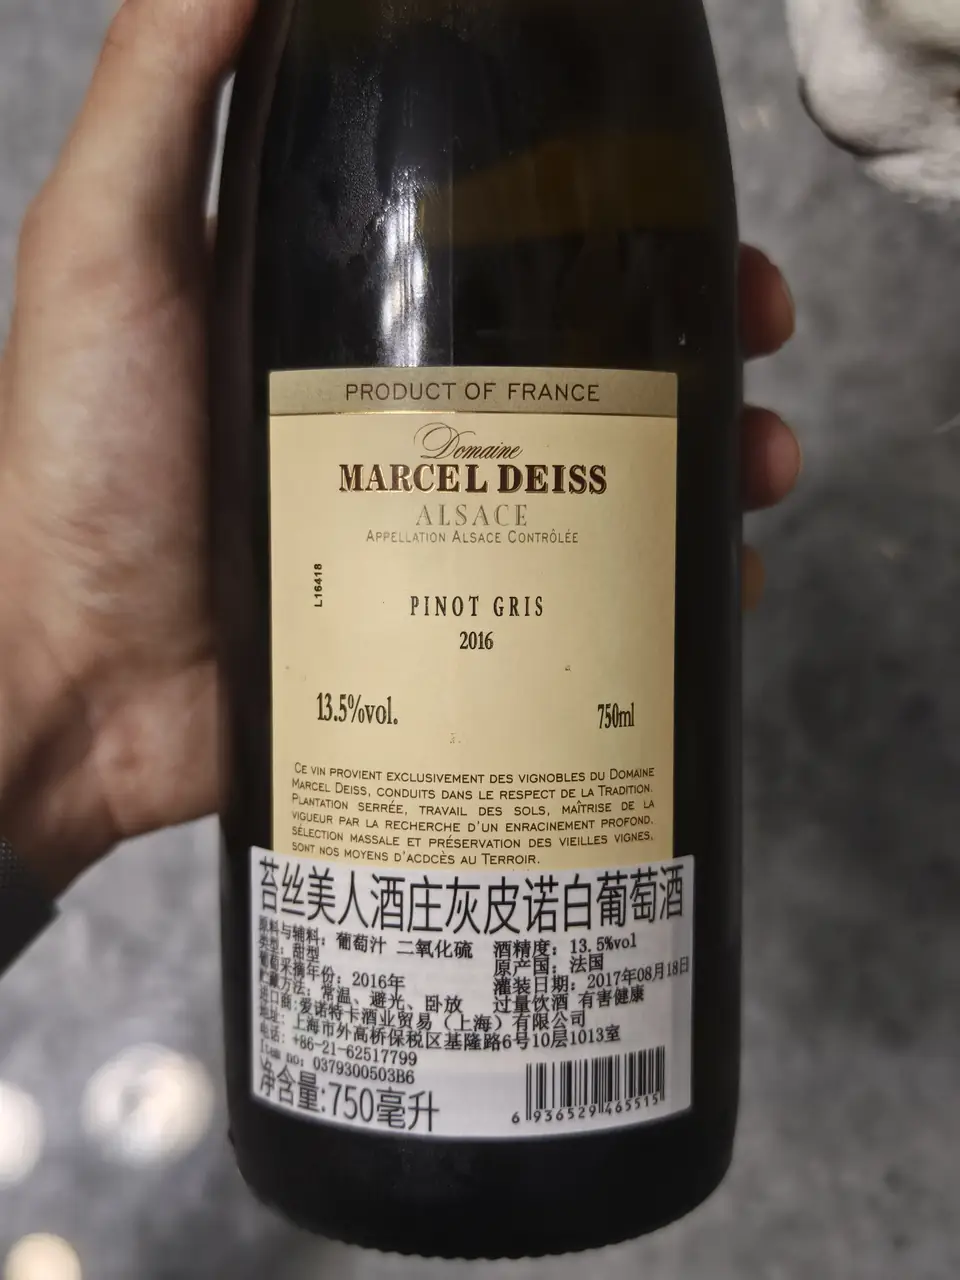 PRODUCT OF FRANCE
Domaine
MARCEL DEISS
ALSACE
APPELLATION ALSACE CONTRÔLÉE
L16418
PINOT GRIS
2016
13.5%vol. 750ml
CE VIN PROVIENT EXCLUSIVEMENT DES VIGNOBLES DU DOMAINE
MARCEL DEISS, CONDUITS DANS LE RESPECT DE LA TRADITION.
PLANTATION SERRÉE, TRAVAIL DES SOLS, MAÎTRISE DE LA
VIGUEUR PAR LA RECHERCHE D'UN ENRACINEMENT PROFOND.
SÉLECTION MASSALE ET PRÉSERVATION DES VIEILLES VIGNES,
SONT NOS MOYENS D'ACDCÈS AU TERROIR.
苔丝美人酒庄灰皮诺白葡萄酒
原料与辅料: 葡萄汁 二氧化硫 酒精度: 13.5%vol
类型: 甜型 原产国: 法国
葡萄采摘年份: 2016年 灌装日期: 2017年08月18日
贮藏方法: 常温、避光、卧放 过量饮酒 有害健康
进口商: 爱诺特卡酒业贸易（上海）有限公司
地址: 上海市外高桥保税区基隆路6号10层1013室
电话: +86-21-62517799
Item no: 0379300503B6
净含量:750毫升
6 936529 465515